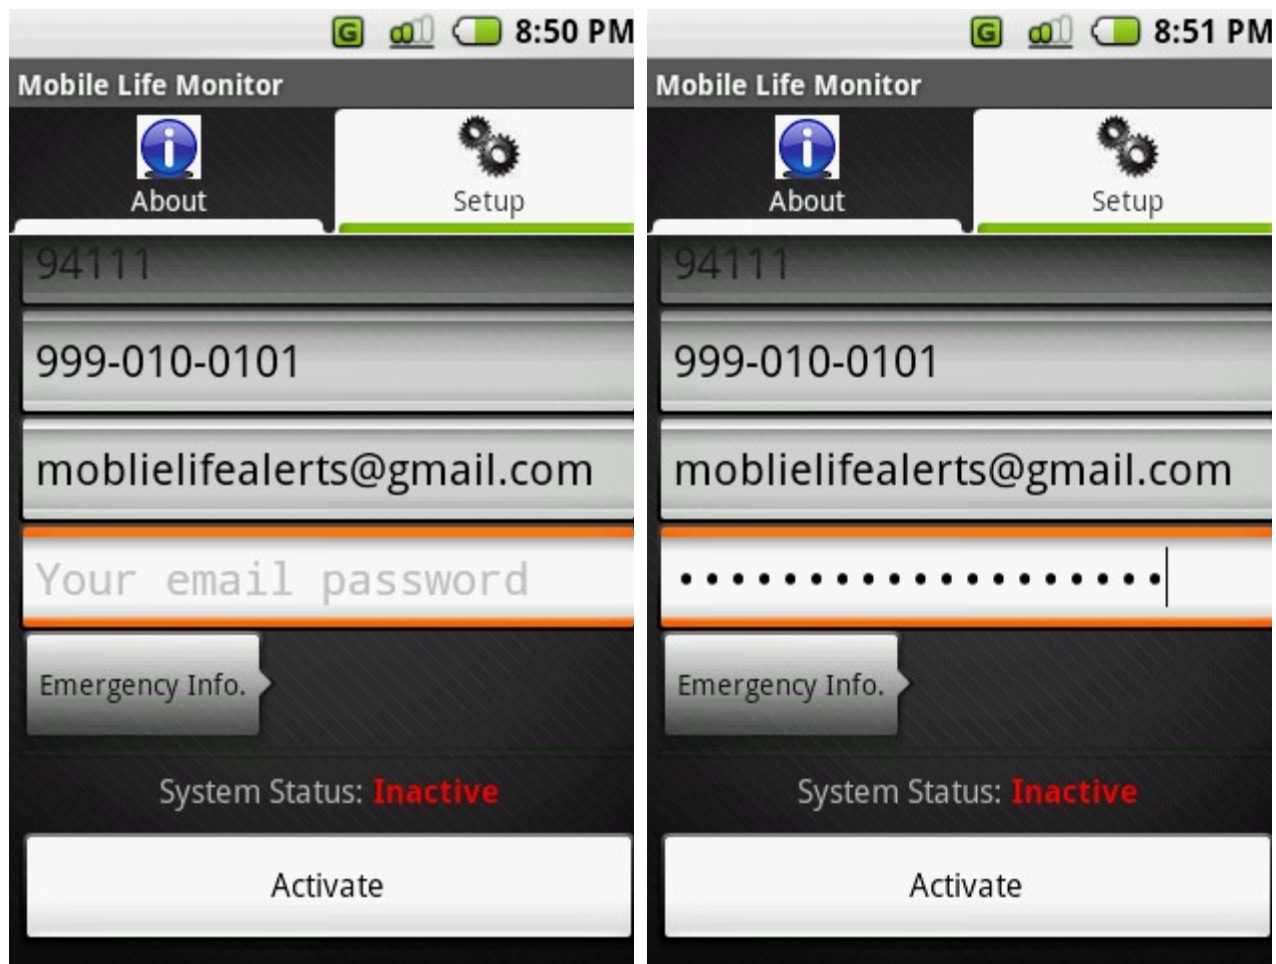 G 8:50 PM
Mobile Life Monitor
About Setup
94111
999-010-0101
moblielifealerts@gmail.com
Your email password
Emergency Info.
System Status: Inactive
Activate
G 8:51 PM
Mobile Life Monitor
About Setup
94111
999-010-0101
moblielifealerts@gmail.com
•••••••••••••••••••
Emergency Info.
System Status: Inactive
Activate